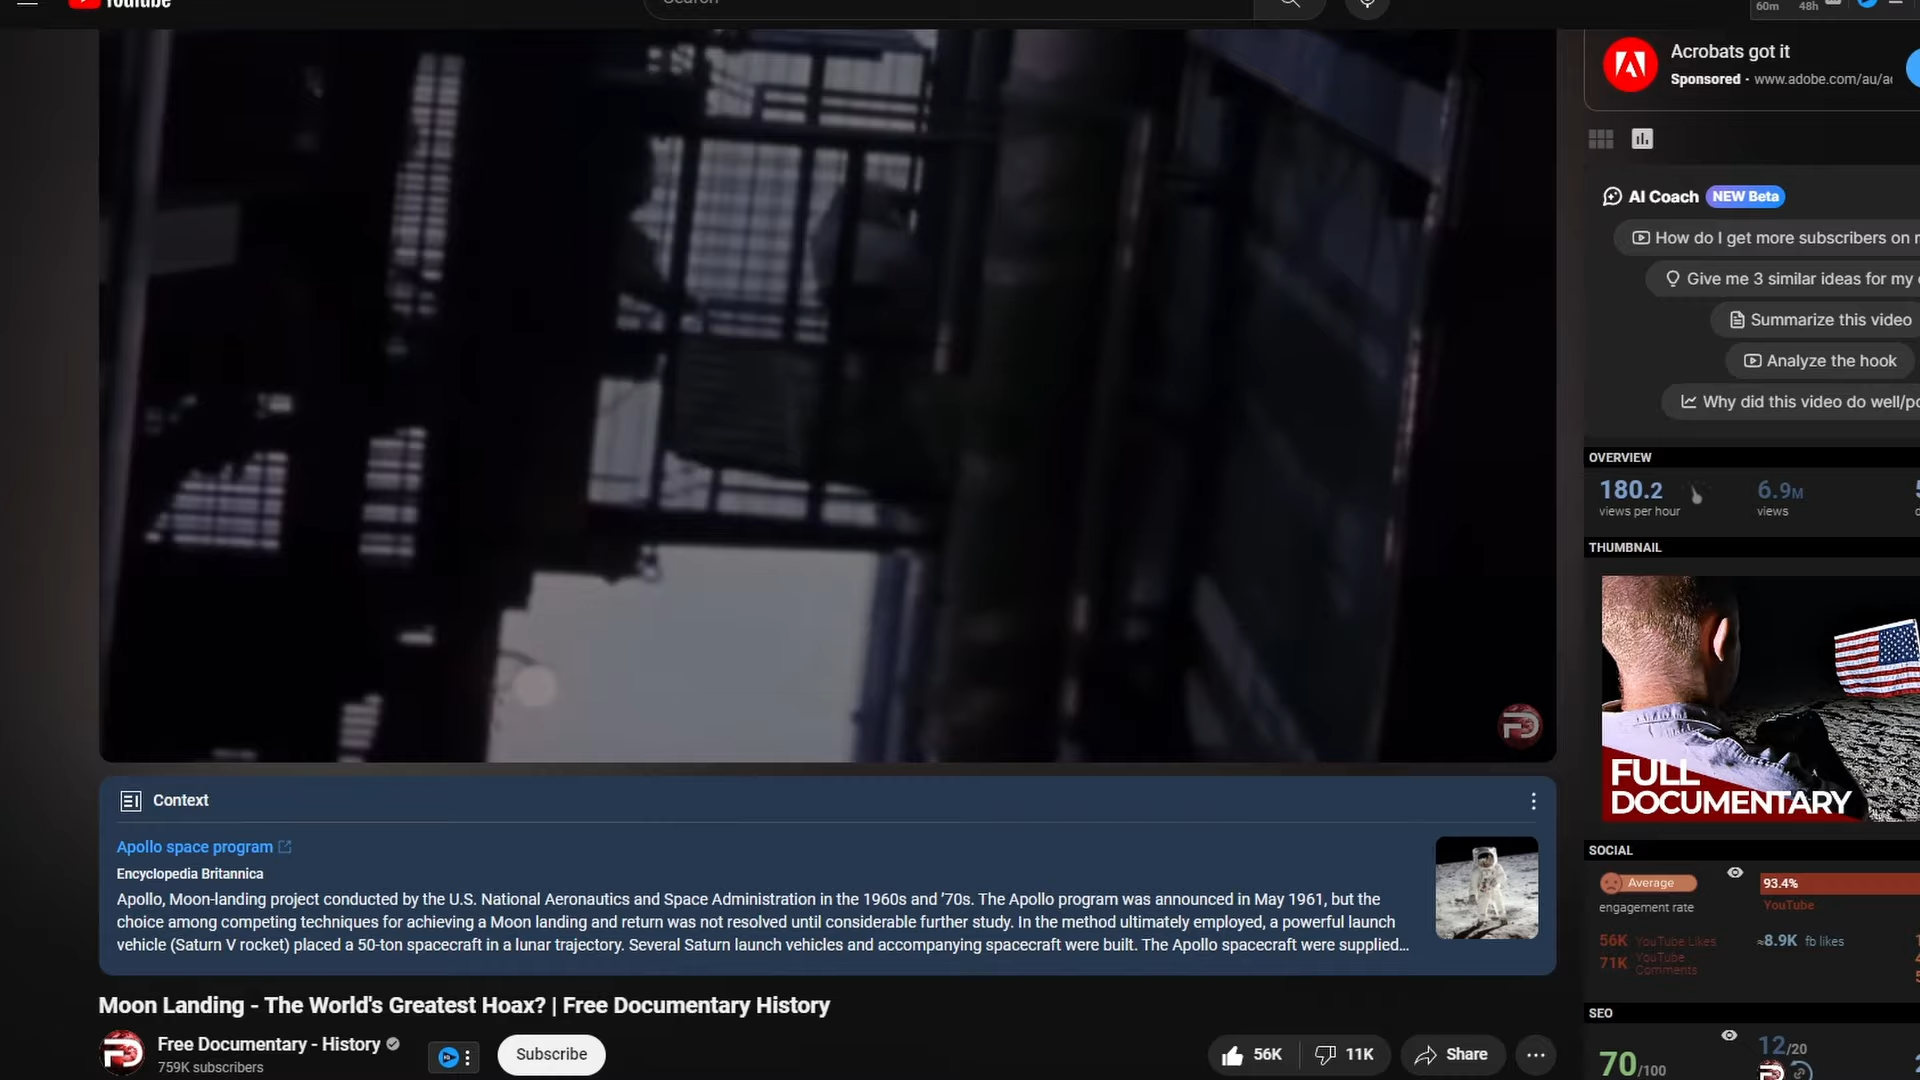 60m
48h
Acrobats got it
Sponsored · www.adobe.com/au/a
AI Coach NEW Beta
How do I get more subscribers on
Give me 3 similar ideas for my
Summarize this video
Analyze the hook
Why did this video do well/po
OVERVIEW
180.2
6.9M
views per hour
views
THUMBNAIL
FULL
DOCUMENTARY
Context
Apollo space program
Encyclopedia Britannica
Apollo, Moon-landing project conducted by the U.S. National Aeronautics and Space Administration in the 1960s and '70s. The Apollo program was announced in May 1961, but the
choice among competing techniques for achieving a Moon landing and return was not resolved until considerable further study. In the method ultimately employed, a powerful launch
vehicle (Saturn V rocket) placed a 50-ton spacecraft in a lunar trajectory. Several Saturn launch vehicles and accompanying spacecraft were built. The Apollo spacecraft were supplied...
SOCIAL
Average
93.4%
engagement rate
YouTube
56K YouTube Likes
≈8.9K fb likes
71K YouTube Comments
Moon Landing - The World's Greatest Hoax? | Free Documentary History
Free Documentary - History
759K subscribers
Subscribe
56K
11K
Share
SEO
70/100
12/20